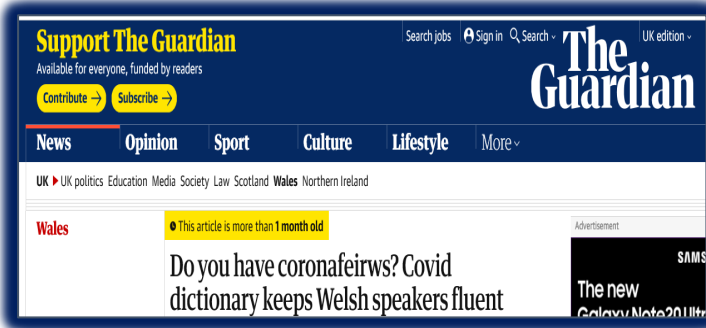 Support The Guardian
Available for everyone, funded by readers
Contribute →
Subscribe →
Search jobs
Sign in
Search
UK edition
The
Guardian
News
Opinion
Sport
Culture
Lifestyle
More
UK
UK politics
Education
Media
Society
Law
Scotland
Wales
Northern Ireland
Wales
This article is more than 1 month old
Do you have coronafeirws? Covid
dictionary keeps Welsh speakers fluent
Advertisement
SAMS
The new
Galaxy Note20 Ultr